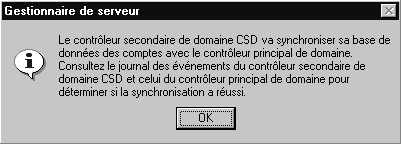 Gestionnaire de serveur
Le contrôleur secondaire de domaine CSD va synchroniser sa base de
données des comptes avec le contrôleur principal de domaine.
Consultez le journal des événements du contrôleur secondaire de
domaine CSD et celui du contrôleur principal de domaine pour
déterminer si la synchronisation a réussi.
OK